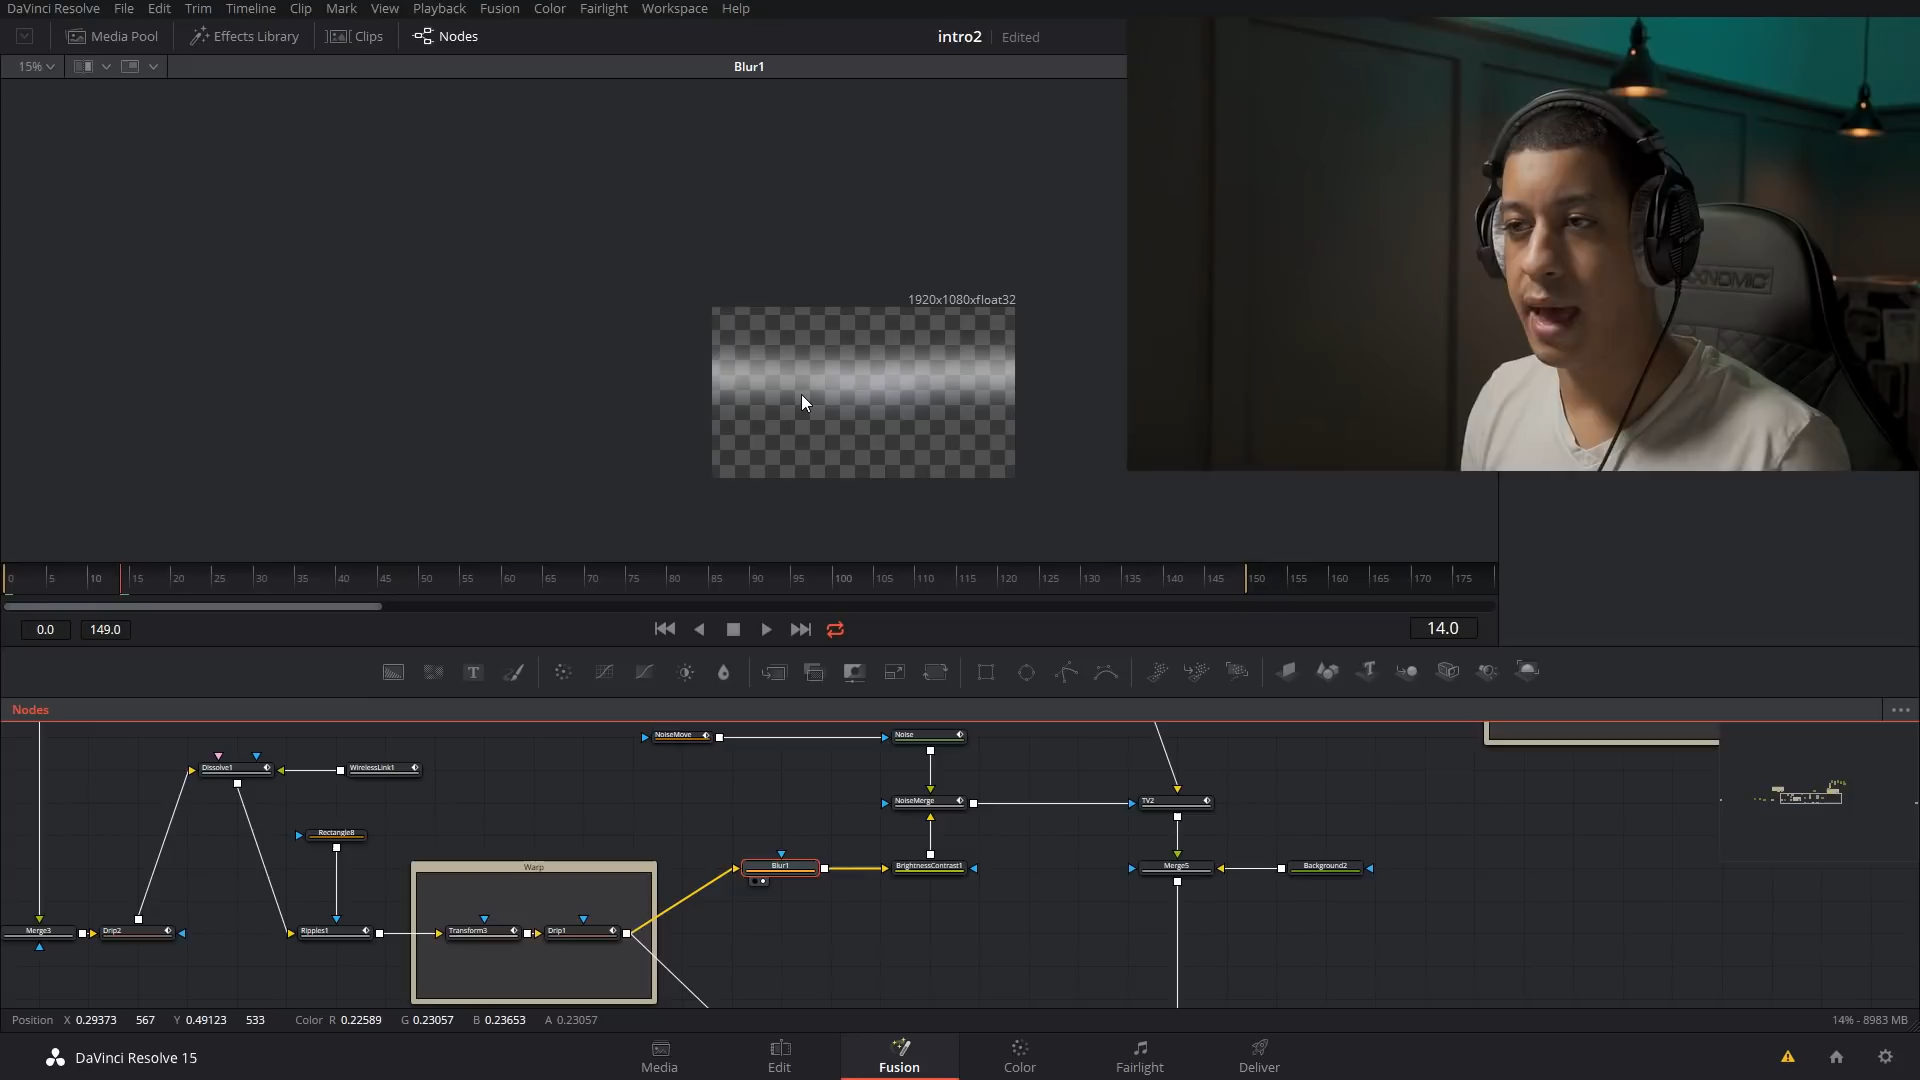 DaVinci Resolve File Edit Trim Timeline Clip Mark View Playback Fusion Color Fairlight Workspace Help
Media Pool Effects Library Clips Nodes intro2 Edited
15% Blur1
1920x1080xfloat32
0 5 10 15 20 25 30 35 40 45 50 55 60 65 70 75 80 85 90 95 100 105 110 115 120 125 130 135 140 145 150 155 160 165 170 175
0.0 149.0 14.0
Nodes
NoiseMove Noise
Dissolve1 WirelessLink1
NoiseMerge TV2
Rectangle8
Warp Blur1 BrightnessContrast1 Merge5 Background2
Merge3 Drip2 Ripples1 Transform3 Drip1
Position X 0.29373 567 Y 0.49123 533 Color R 0.22589 G 0.23057 B 0.23653 A 0.23057 14% - 8983 MB
DaVinci Resolve 15 Media Edit Fusion Color Fairlight Deliver